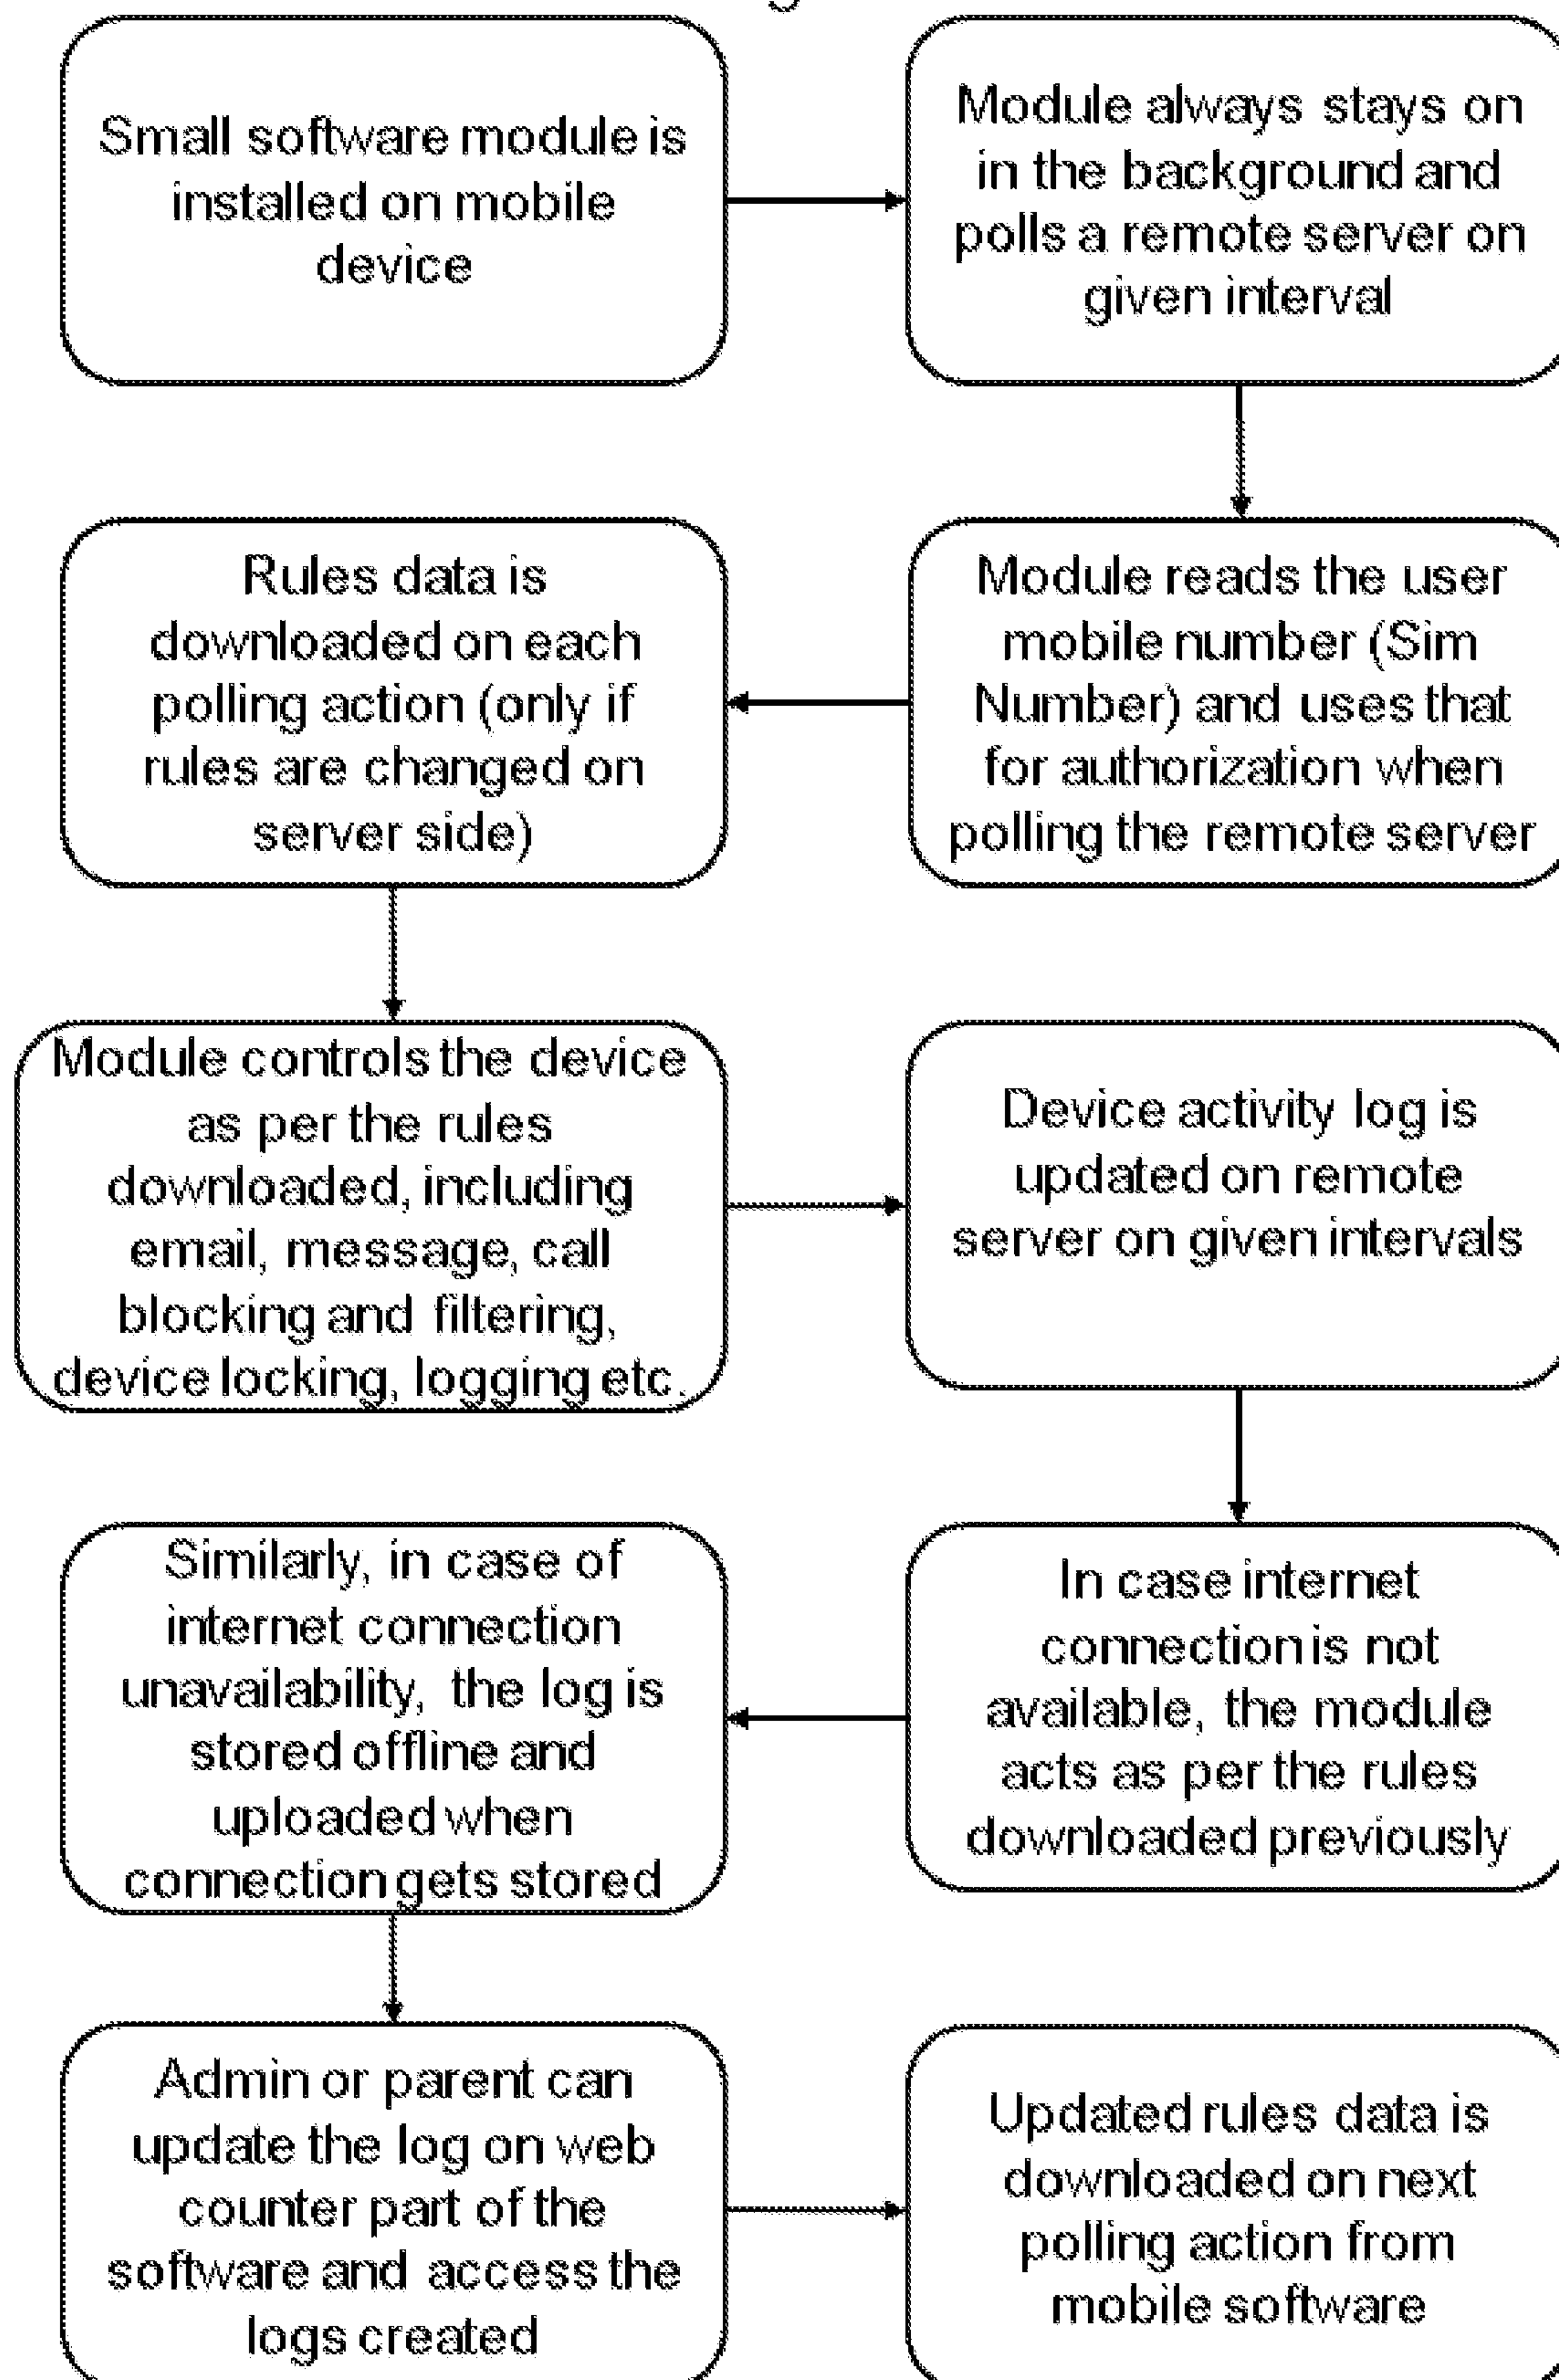 Small software module is
installed on mobile
device
Module always stays on
in the background and
polls a remote server on
given interval
Module reads the user
mobile number (Sim
Number) and uses that
for authorization when
polling the remote server
Rules data is
downloaded on each
polling action (only if
rules are changed on
server side)
Module controls the device
as per the rules
downloaded, including
email, message, call
blocking and filtering,
device locking, logging etc.
Device activity log is
updated on remote
server on given intervals
In case internet
connection is not
available, the module
acts as per the rules
downloaded previously
Similarly, in case of
internet connection
unavailability, the log is
stored offline and
uploaded when
connection gets stored
Admin or parent can
update the log on web
counter part of the
software and access the
logs created
Updated rules data is
downloaded on next
polling action from
mobile software